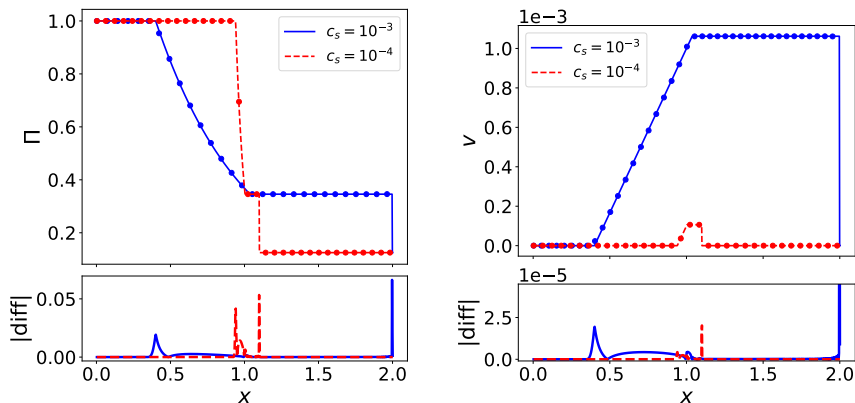 1.0
0.8
0.6
0.4
0.2
Π
c_s = 10^{-3}
c_s = 10^{-4}
0.05
0.00
|diff|
0.0 0.5 1.0 1.5 2.0
x
1e−3
1.0
0.8
0.6
0.4
0.2
0.0
v
c_s = 10^{-3}
c_s = 10^{-4}
1e−5
2.5
0.0
|diff|
0.0 0.5 1.0 1.5 2.0
x